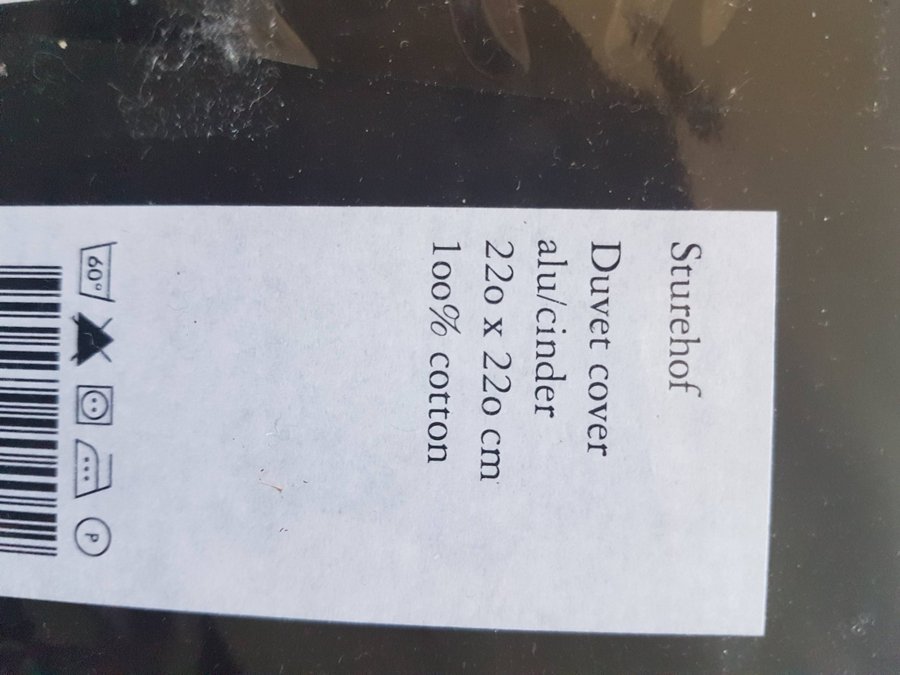 Sturehof
Duvet cover
alu/cinder
220 x 220 cm
100% cotton
60°
P